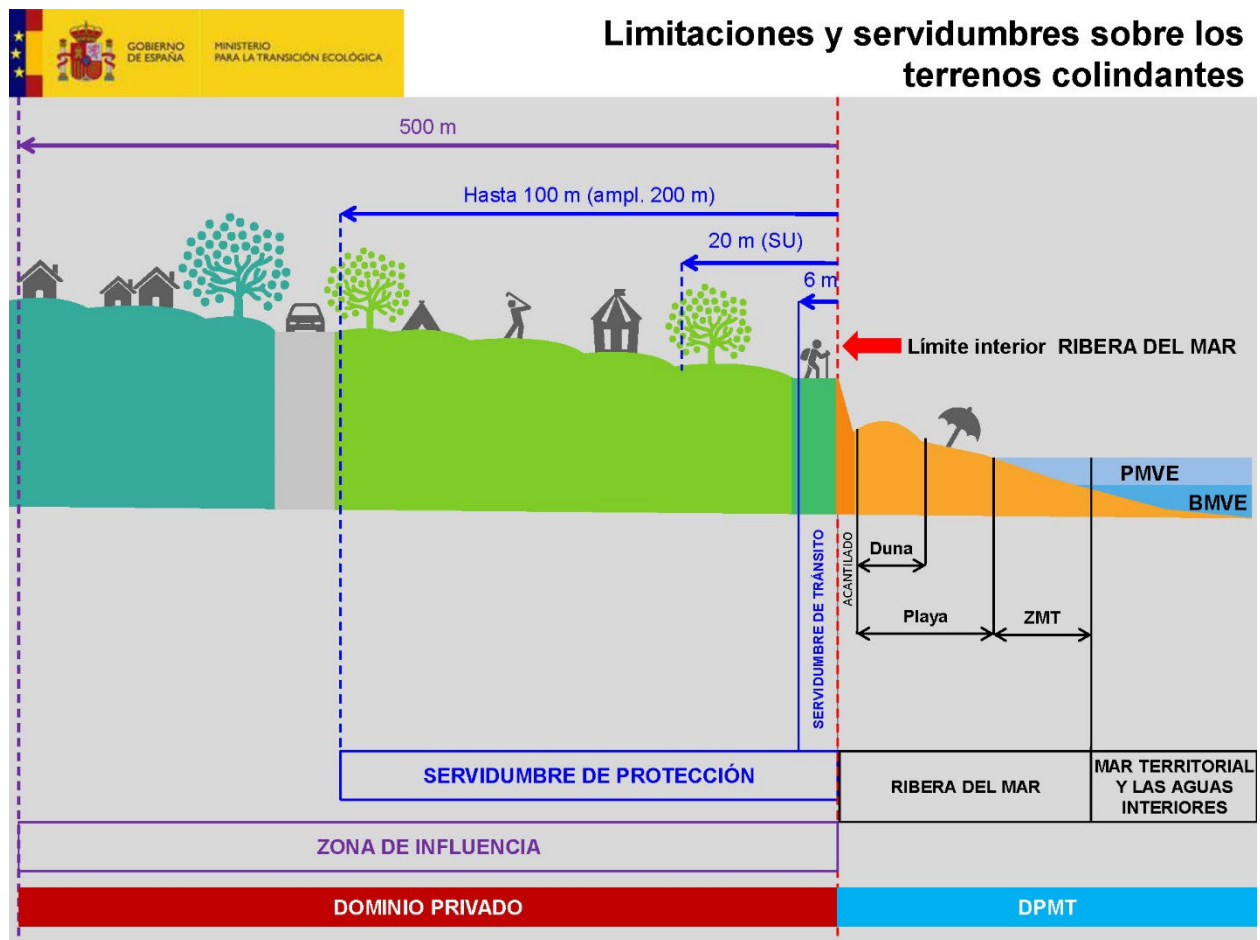 GOBIERNO
DE ESPAÑA
MINISTERIO
PARA LA TRANSICIÓN ECOLÓGICA
Limitaciones y servidumbres sobre los
terrenos colindantes
500 m
Hasta 100 m (ampl. 200 m)
20 m (SU)
6 m
Límite interior RIBERA DEL MAR
PMVE
BMVE
SERVIDUMBRE DE TRÁNSITO
ACANTILADO
Duna
Playa
ZMT
SERVIDUMBRE DE PROTECCIÓN
RIBERA DEL MAR
MAR TERRITORIAL
Y LAS AGUAS
INTERIORES
ZONA DE INFLUENCIA
DOMINIO PRIVADO
DPMT